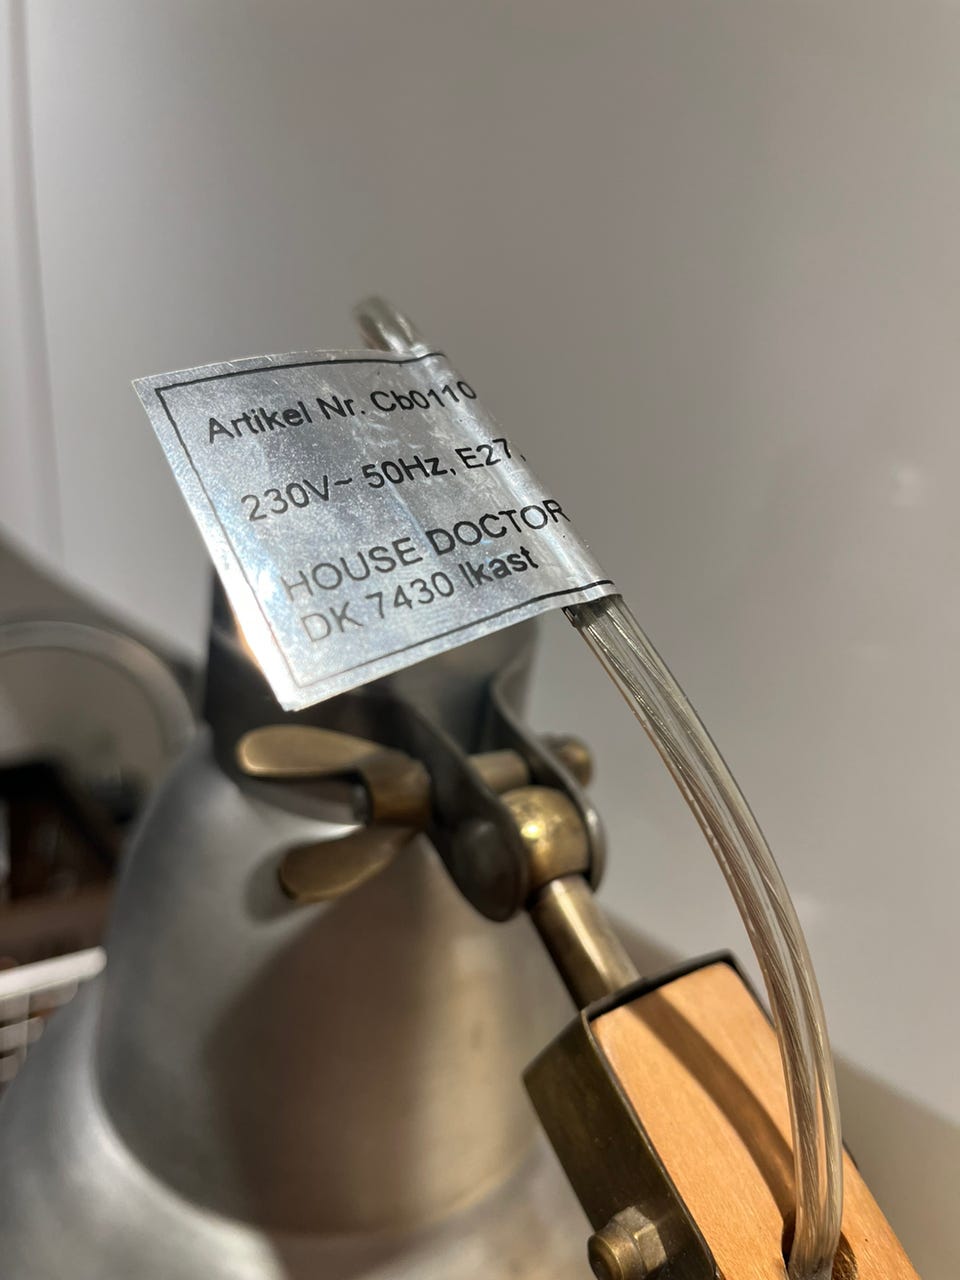 Artikel Nr. Cb0110
230V~ 50Hz, E27,
HOUSE DOCTOR
DK 7430 Ikast